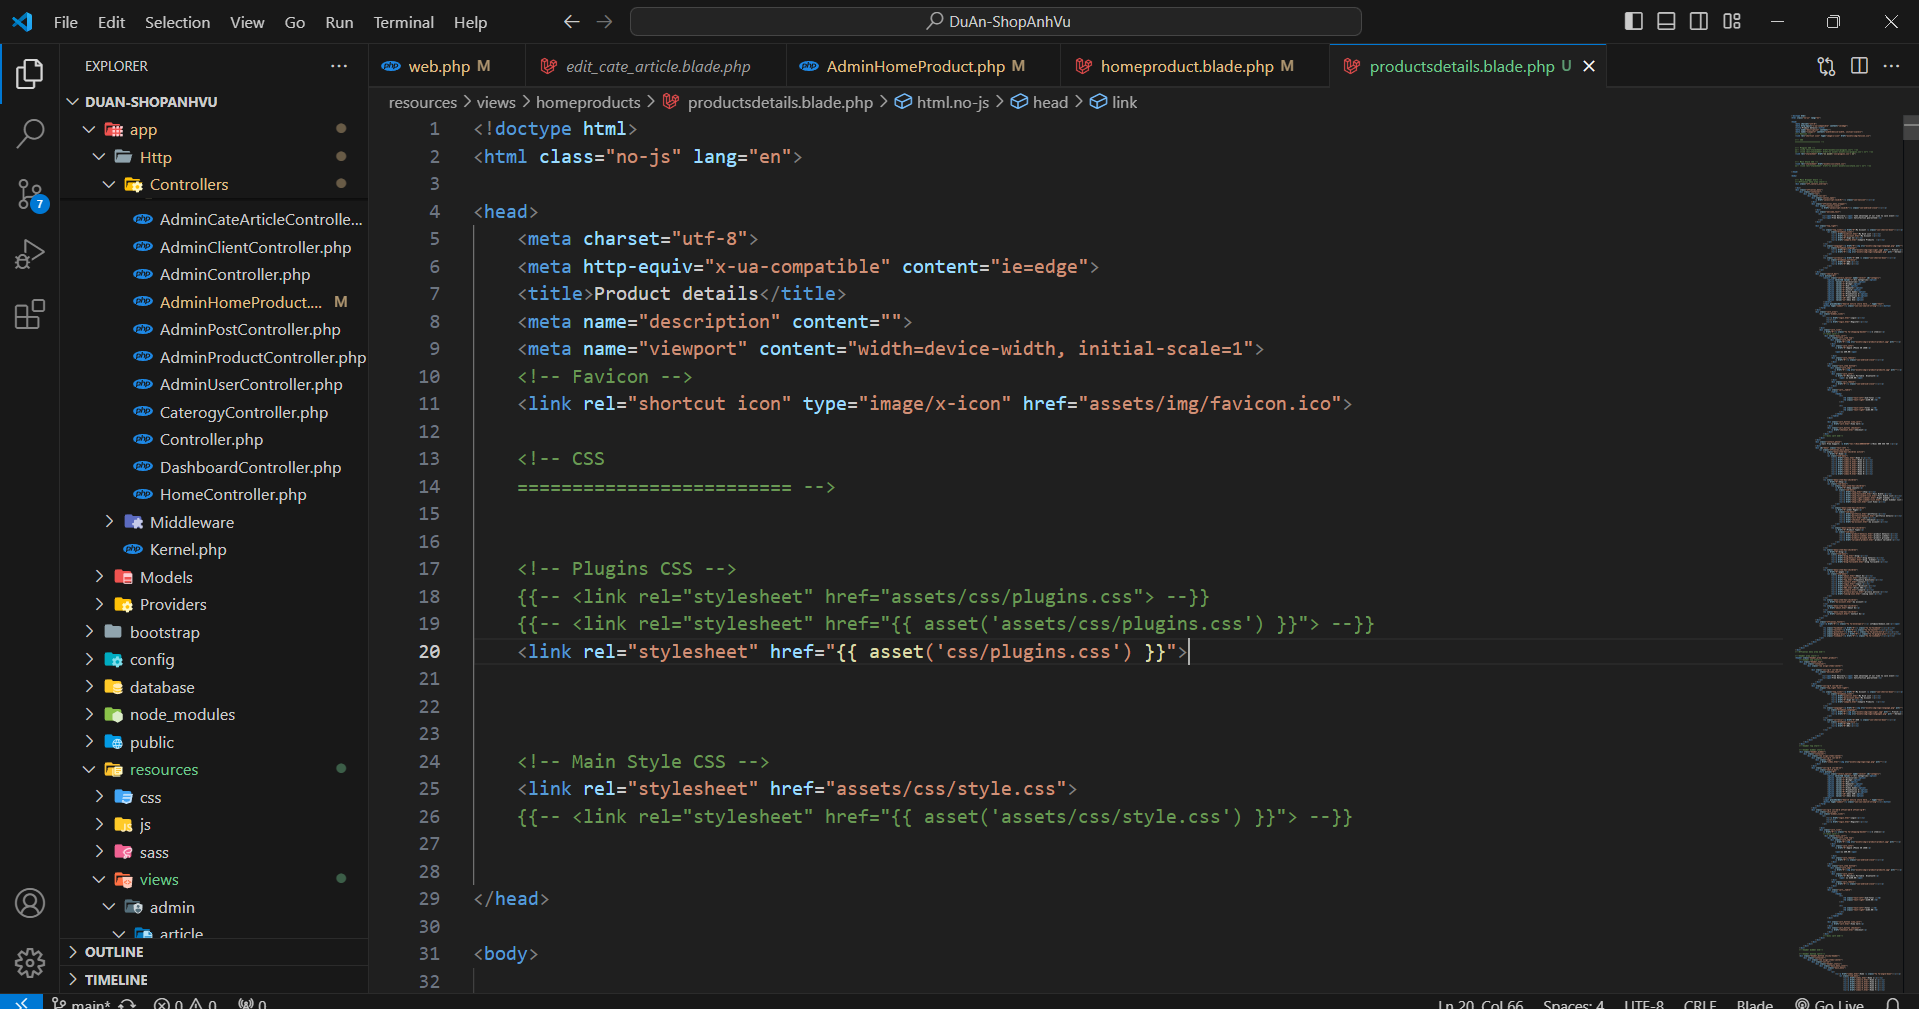 File Edit Selection View Go Run Terminal Help
DuAn-ShopAnhVu
EXPLORER
DUAN-SHOPANHVU
app
Http
Controllers
AdminCateArticleControlle...
AdminClientController.php
AdminController.php
AdminHomeProduct.... M
AdminPostController.php
AdminProductController.php
AdminUserController.php
CaterogyController.php
Controller.php
DashboardController.php
HomeController.php
Middleware
Kernel.php
Models
Providers
bootstrap
config
database
node_modules
public
resources
css
js
sass
views
admin
article
OUTLINE
TIMELINE
7
web.php M
edit_cate_article.blade.php
AdminHomeProduct.php M
homeproduct.blade.php M
productsdetails.blade.php U
resources > views > homeproducts > productsdetails.blade.php > html.no-js > head > link
1 <!doctype html>
2 <html class="no-js" lang="en">
3
4 <head>
5 <meta charset="utf-8">
6 <meta http-equiv="x-ua-compatible" content="ie=edge">
7 <title>Product details</title>
8 <meta name="description" content="">
9 <meta name="viewport" content="width=device-width, initial-scale=1">
10 <!-- Favicon -->
11 <link rel="shortcut icon" type="image/x-icon" href="assets/img/favicon.ico">
12
13 <!-- CSS
14 ========================= -->
15
16
17 <!-- Plugins CSS -->
18 {{-- <link rel="stylesheet" href="assets/css/plugins.css"> --}}
19 {{-- <link rel="stylesheet" href="{{ asset('assets/css/plugins.css') }}"> --}}
20 <link rel="stylesheet" href="{{ asset('css/plugins.css') }}">
21
22
23
24 <!-- Main Style CSS -->
25 <link rel="stylesheet" href="assets/css/style.css">
26 {{-- <link rel="stylesheet" href="{{ asset('assets/css/style.css') }}"> --}}
27
28
29 </head>
30
31 <body>
32
main* 0 0 0
Ln 20, Col 66 Spaces: 4 UTF-8 CRLF Blade Go Live